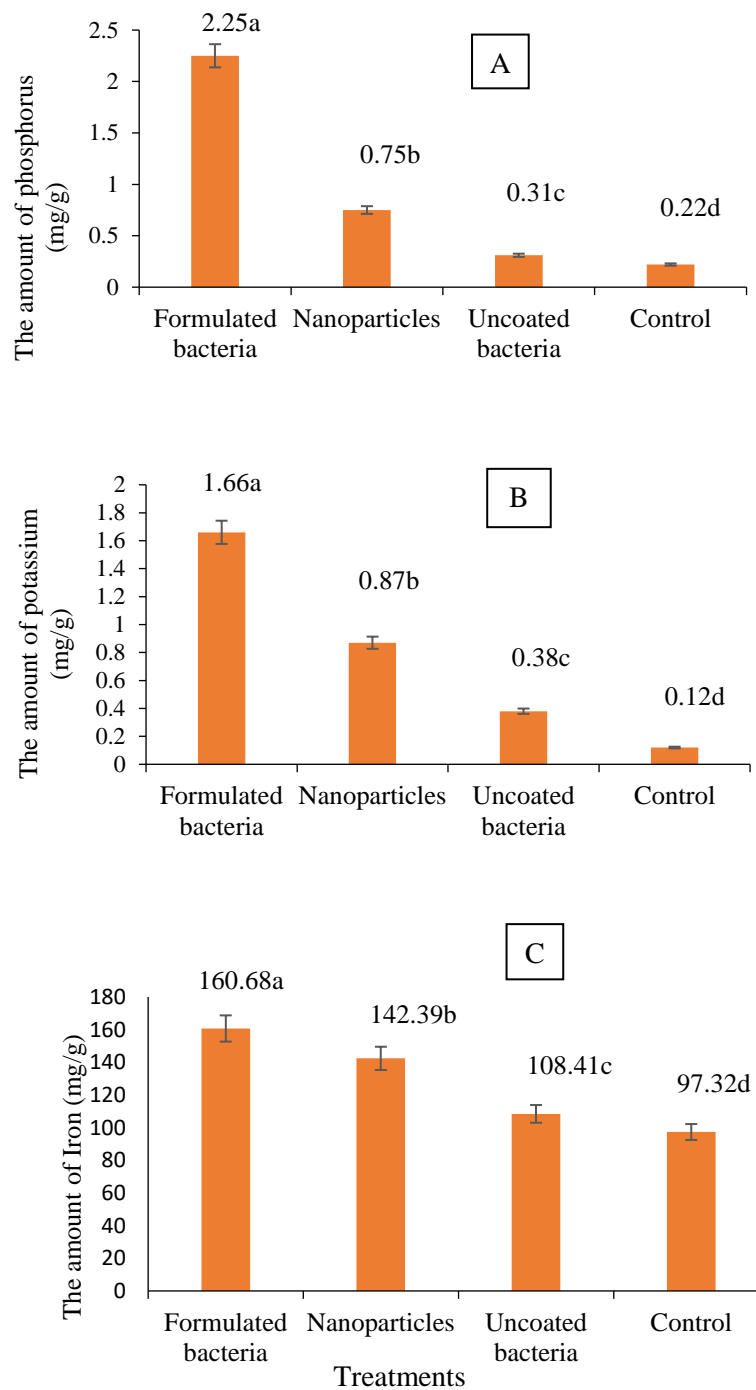 The amount of phosphorus
(mg/g)
2.5
2
1.5
1
0.5
0
2.25a
0.75b
0.31c
0.22d
A
Formulated
bacteria
Nanoparticles
Uncoated
bacteria
Control
The amount of potassium
(mg/g)
2
1.8
1.6
1.4
1.2
1
0.8
0.6
0.4
0.2
0
1.66a
0.87b
0.38c
0.12d
B
Formulated
bacteria
Nanoparticles
Uncoated
bacteria
Control
The amount of Iron (mg/g)
180
160
140
120
100
80
60
40
20
0
160.68a
142.39b
108.41c
97.32d
C
Formulated
bacteria
Nanoparticles
Uncoated
bacteria
Control
Treatments